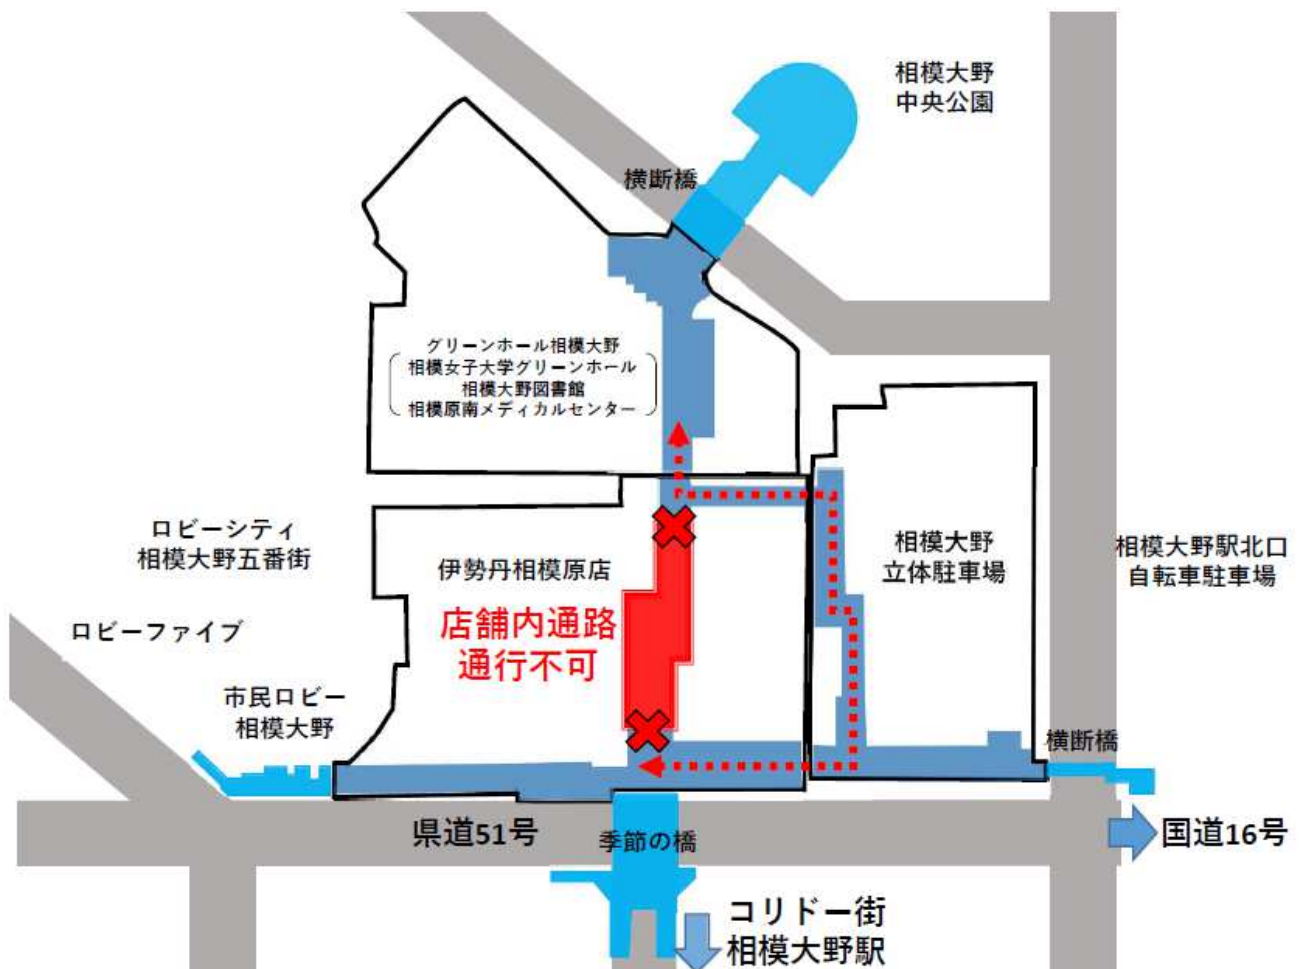 相模大野
中央公園
横断橋
グリーンホール相模大野
相模女子大学グリーンホール
相模大野図書館
相模原南メディカルセンター
ロビーシティ
相模大野五番街
伊勢丹相模原店
相模大野
立体駐車場
相模大野駅北口
自転車駐車場
店舗内通路
通行不可
ロビーファイブ
市民ロビー
相模大野
横断橋
県道51号
季節の橋
国道16号
コリドー街
相模大野駅